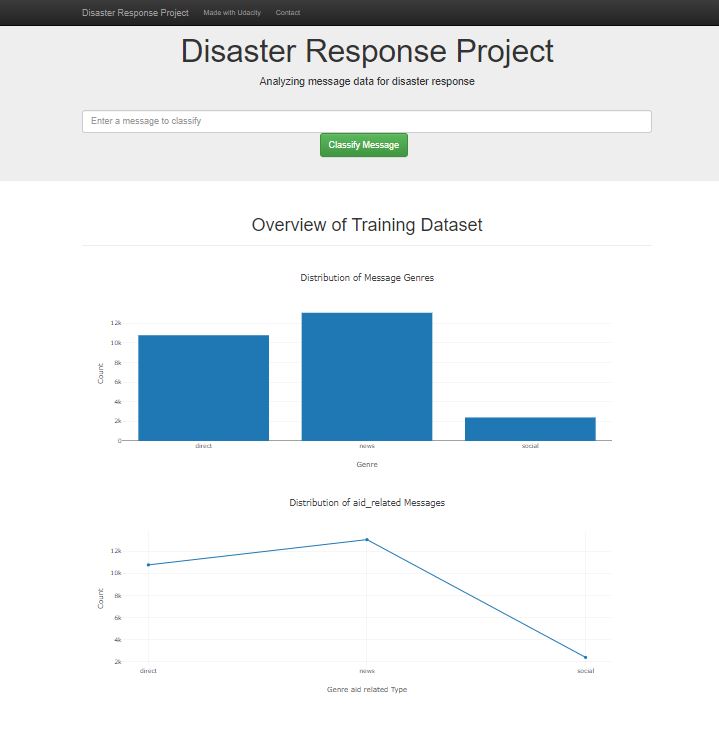 Disaster Response Project Made with Udacity Contact
Disaster Response Project
Analyzing message data for disaster response
Enter a message to classify
Classify Message
Overview of Training Dataset
Distribution of Message Genres
12k
10k
8k
6k
4k
2k
0
Count
direct news social
Genre
Distribution of aid_related Messages
12k
10k
8k
6k
4k
2k
Count
direct news social
Genre aid related Type